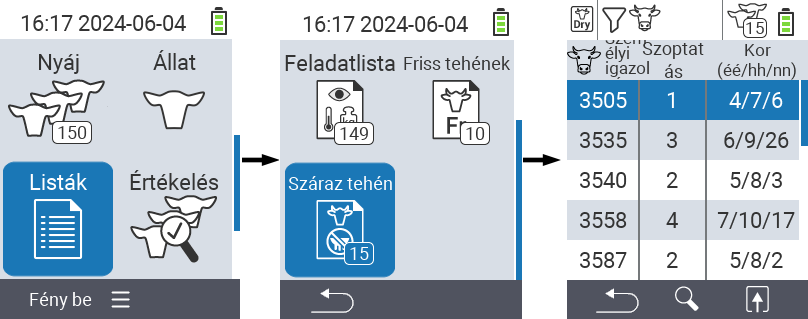 16:17 2024-06-04
Nyáj
Állat
150
Listák
Értékelés
Fény be
16:17 2024-06-04
Feladatlista
Friss tehének
149
Fr
10
Száraz tehén
15
Dry
15
élyi
igazol
Szoptat
ás
Kor
(éé/hh/nn)
3505 1 4/7/6
3535 3 6/9/26
3540 2 5/8/3
3558 4 7/10/17
3587 2 5/8/2